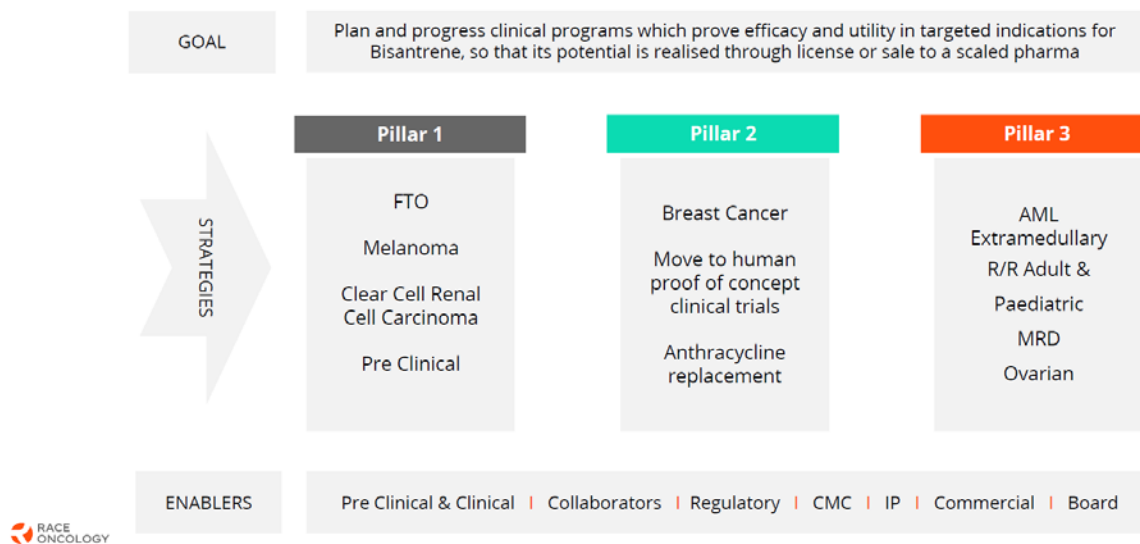 GOAL
Plan and progress clinical programs which prove efficacy and utility in targeted indications for
Bisantrene, so that its potential is realised through license or sale to a scaled pharma
STRATEGIES
Pillar 1
FTO
Melanoma
Clear Cell Renal
Cell Carcinoma
Pre Clinical
Pillar 2
Breast Cancer
Move to human
proof of concept
clinical trials
Anthracycline
replacement
Pillar 3
AML
Extramedullary
R/R Adult &
Paediatric
MRD
Ovarian
ENABLERS
Pre Clinical & Clinical | Collaborators | Regulatory | CMC | IP | Commercial | Board
RACE
ONCOLOGY